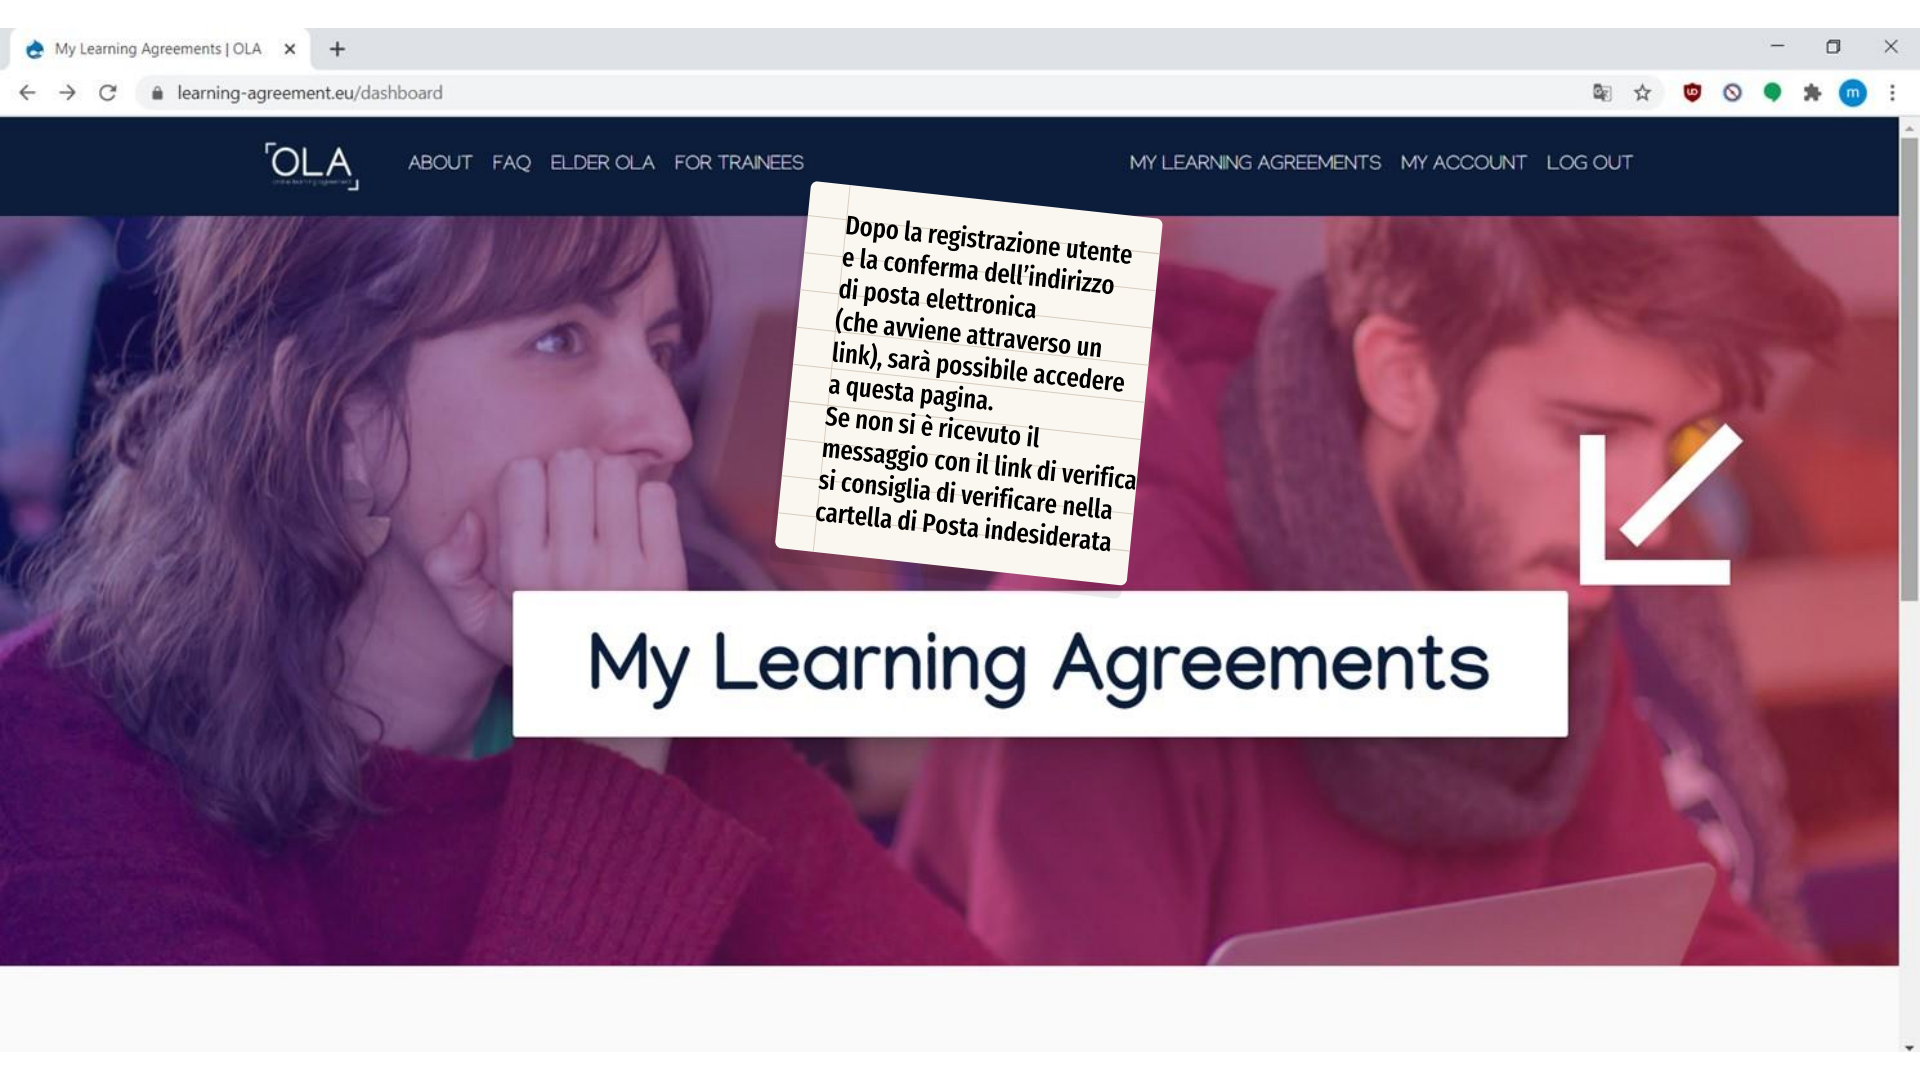 My Learning Agreements | OLA
learning-agreement.eu/dashboard
m
OLA
ABOUT FAQ ELDER OLA FOR TRAINEES
MY LEARNING AGREEMENTS MY ACCOUNT LOG OUT
Dopo la registrazione utente
e la conferma dell’indirizzo
di posta elettronica
(che avviene attraverso un
link), sarà possibile accedere
a questa pagina.
Se non si è ricevuto il
messaggio con il link di verifica
si consiglia di verificare nella
cartella di Posta indesiderata
My Learning Agreements